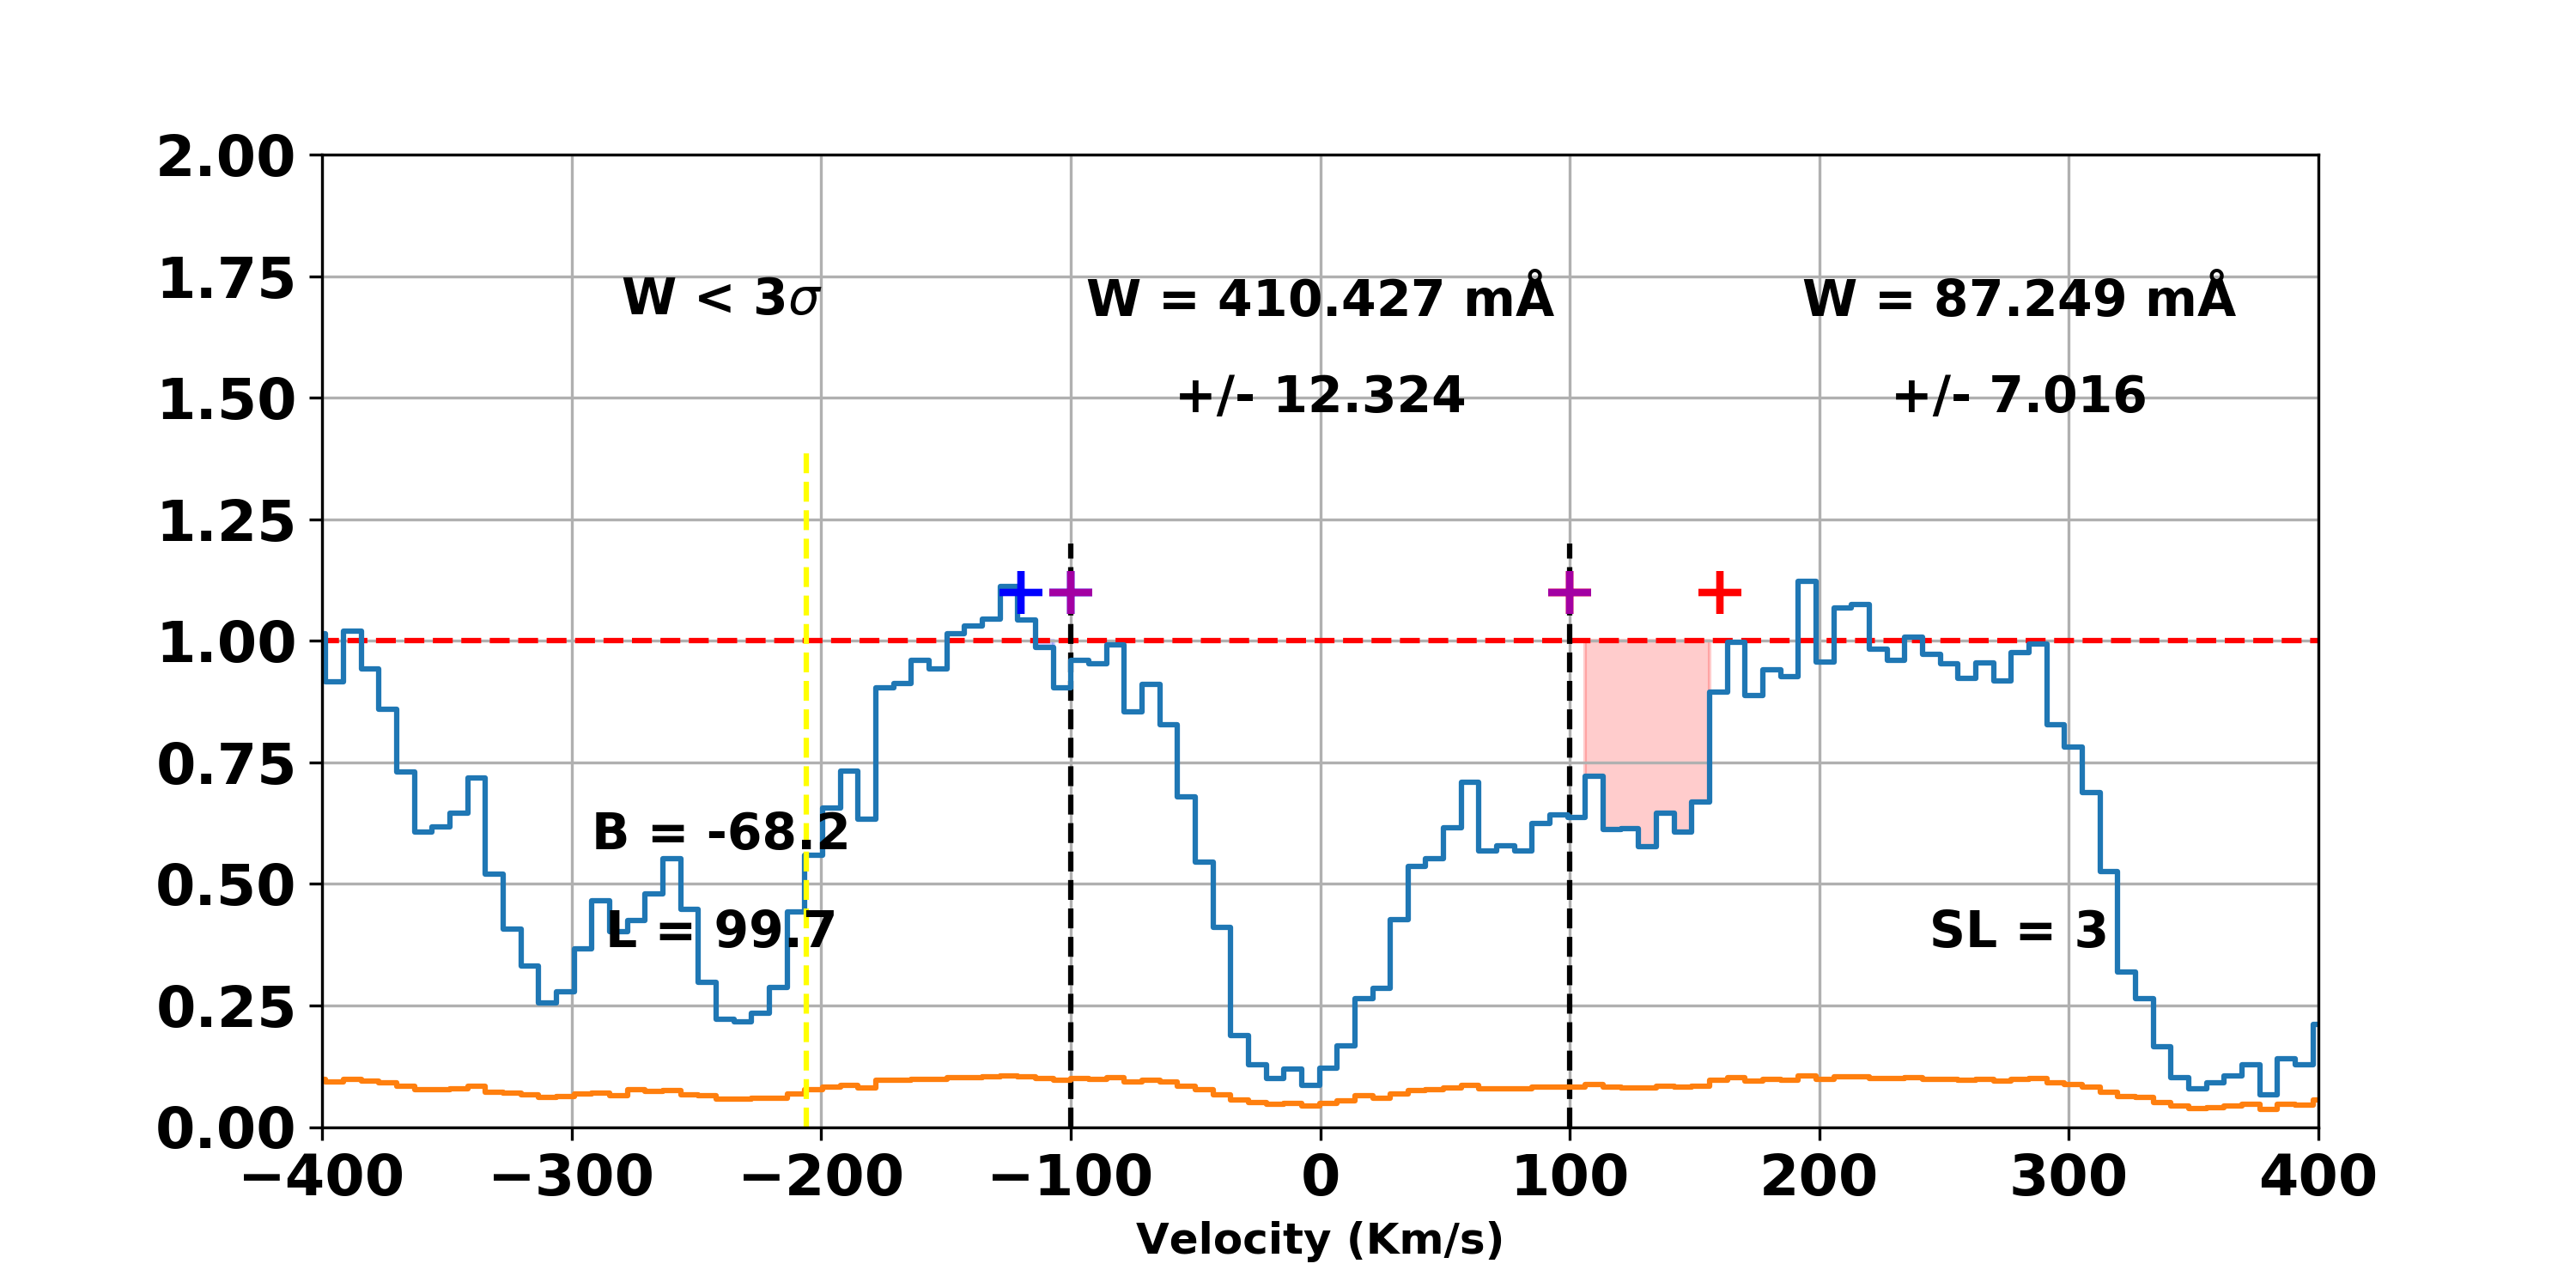 2.00
1.75
1.50
1.25
1.00
0.75
0.50
0.25
0.00
W < 3σ
W = 410.427 mÅ
+/- 12.324
W = 87.249 mÅ
+/- 7.016
B = -68.2
L = 99.7
SL = 3
−400 −300 −200 −100 0 100 200 300 400
Velocity (Km/s)